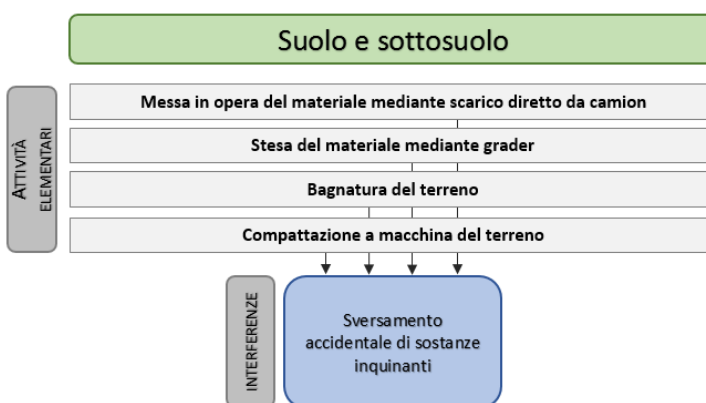 Suolo e sottosuolo
ATTIVITÀ
ELEMENTARI
Messa in opera del materiale mediante scarico diretto da camion
Stesa del materiale mediante grader
Bagnatura del terreno
Compattazione a macchina del terreno
INTERFERENZE
Sversamento
accidentale di sostanze
inquinanti